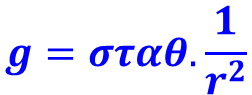 g = σταθ. 1/r²